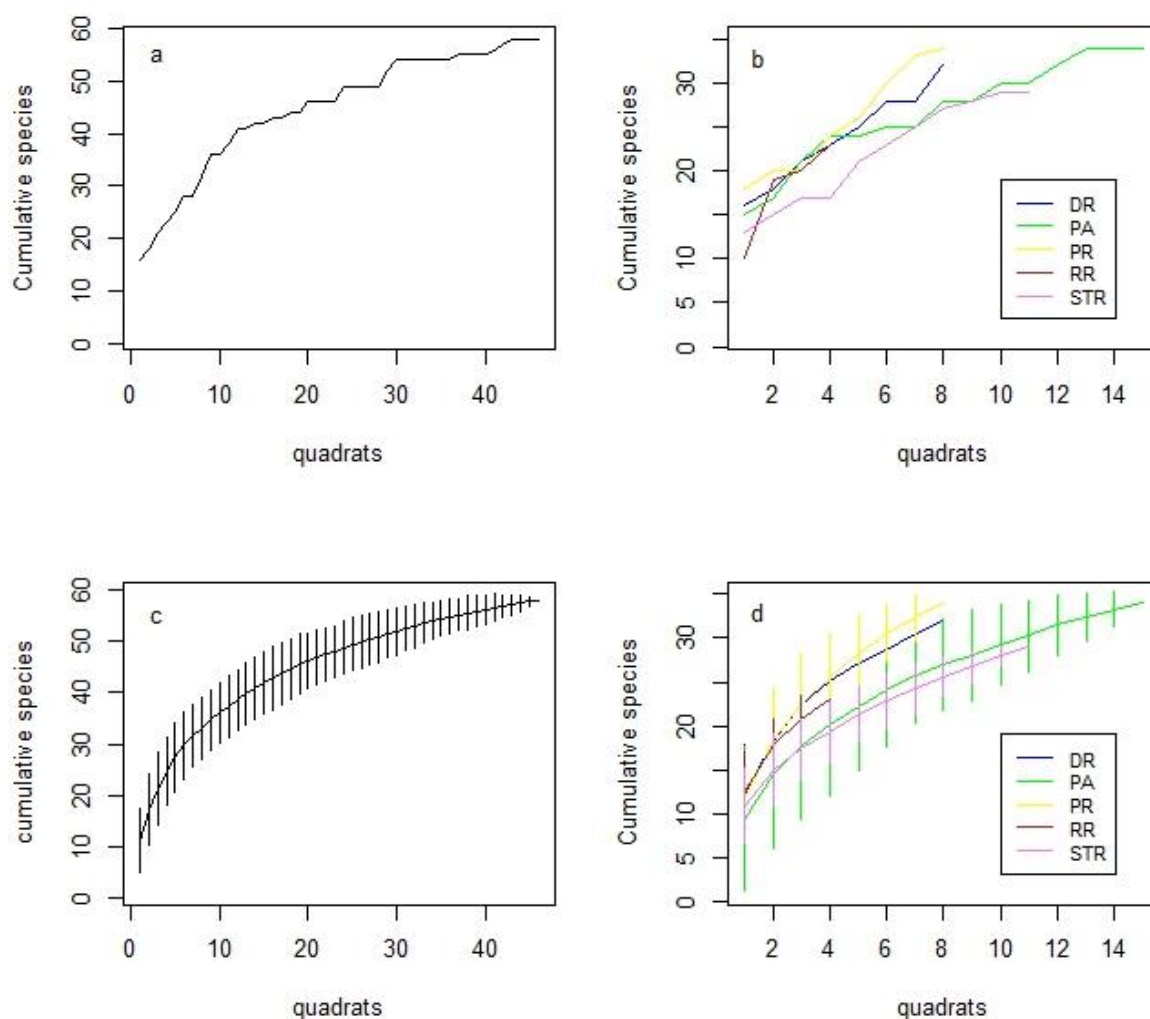 a
Cumulative species
0 10 20 30 40 50 60
0 10 20 30 40
quadrats
b
Cumulative species
0 5 10 20 30
2 4 6 8 10 12 14
quadrats
DR
PA
PR
RR
STR
c
cumulative species
0 10 20 30 40 50 60
0 10 20 30 40
quadrats
d
Cumulative species
0 5 10 20 30
2 4 6 8 10 12 14
quadrats
DR
PA
PR
RR
STR